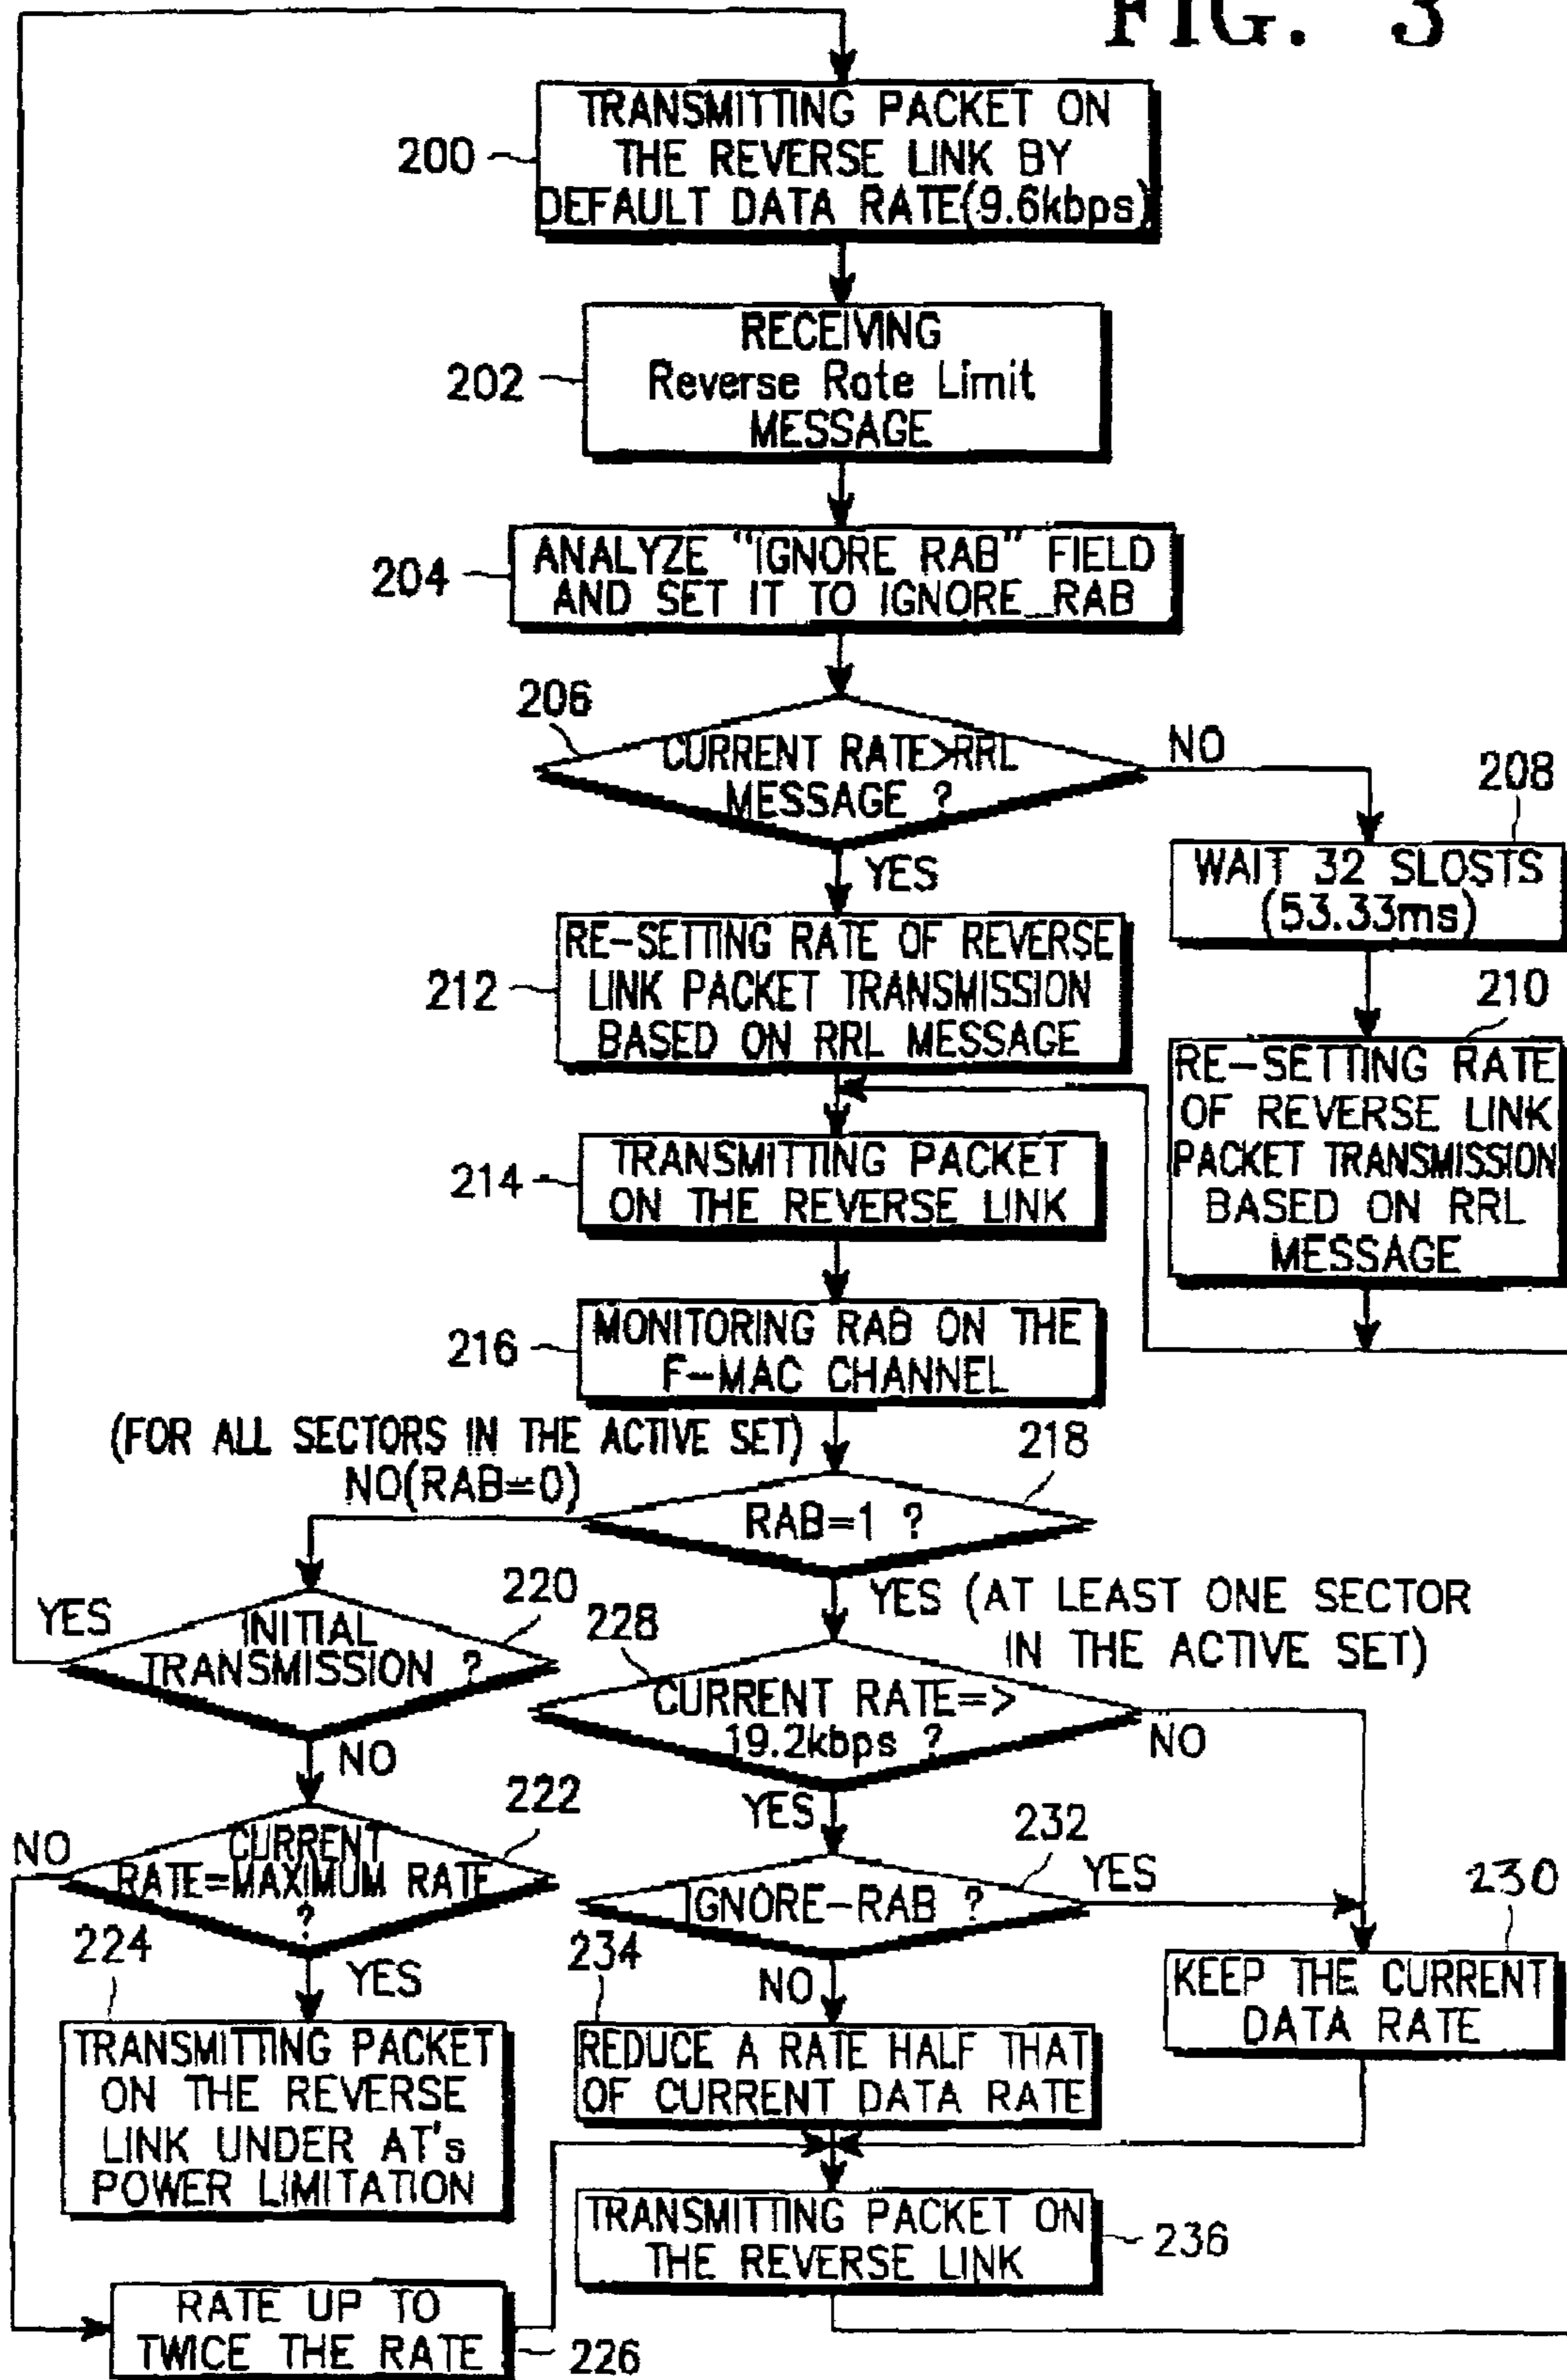 FIG. 3
200
TRANSMITTING PACKET ON
THE REVERSE LINK BY
DEFAULT DATA RATE(9.6kbps)
202
RECEIVING
Reverse Rate Limit
MESSAGE
204
ANALYZE "IGNORE RAB" FIELD
AND SET IT TO IGNORE_RAB
206
CURRENT RATE>RRL
MESSAGE ?
NO
YES
208
WAIT 32 SLOSTS
(53.33ms)
210
RE-SETTING RATE
OF REVERSE LINK
PACKET TRANSMISSION
BASED ON RRL
MESSAGE
212
RE-SETTING RATE OF REVERSE
LINK PACKET TRANSMISSION
BASED ON RRL MESSAGE
214
TRANSMITTING PACKET
ON THE REVERSE LINK
216
MONITORING RAB ON THE
F-MAC CHANNEL
(FOR ALL SECTORS IN THE ACTIVE SET)
NO(RAB=0)
218
RAB=1 ?
YES (AT LEAST ONE SECTOR
IN THE ACTIVE SET)
YES
220
INITIAL
TRANSMISSION ?
NO
228
CURRENT RATE=>
19.2kbps ?
NO
YES
222
NO
CURRENT
RATE=MAXIMUM RATE
?
YES
232
IGNORE-RAB ?
YES
NO
230
KEEP THE CURRENT
DATA RATE
224
TRANSMITTING PACKET
ON THE REVERSE
LINK UNDER AT's
POWER LIMITATION
234
REDUCE A RATE HALF THAT
OF CURRENT DATA RATE
TRANSMITTING PACKET ON
THE REVERSE LINK
236
RATE UP TO
TWICE THE RATE
226